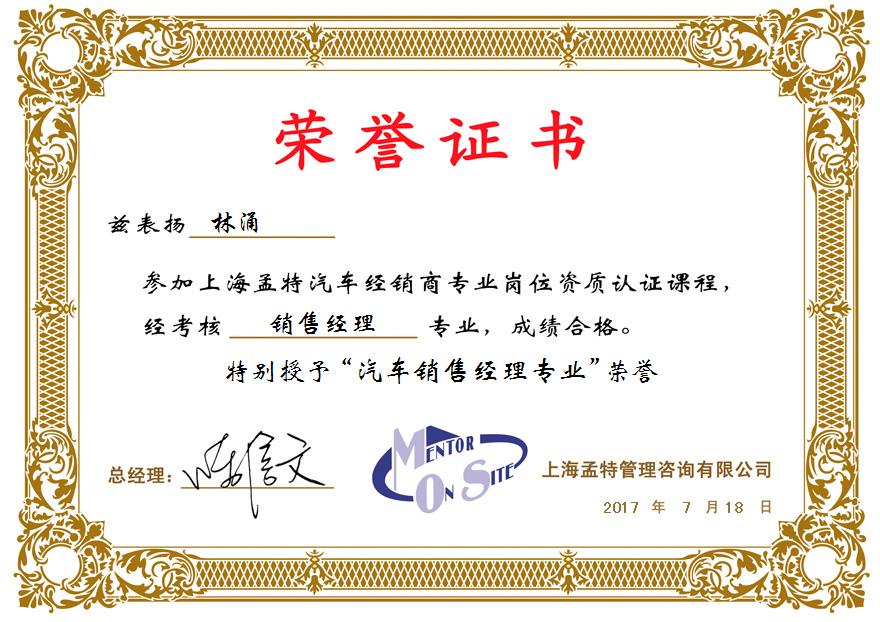 荣誉证书
兹表扬 林涌
参加上海孟特汽车经销商专业岗位资质认证课程，
经考核 销售经理 专业，成绩合格。
特别授予“汽车销售经理专业”荣誉
总经理：
MENTOR
ON SITE
上海孟特管理咨询有限公司
2017 年 7 月 18 日